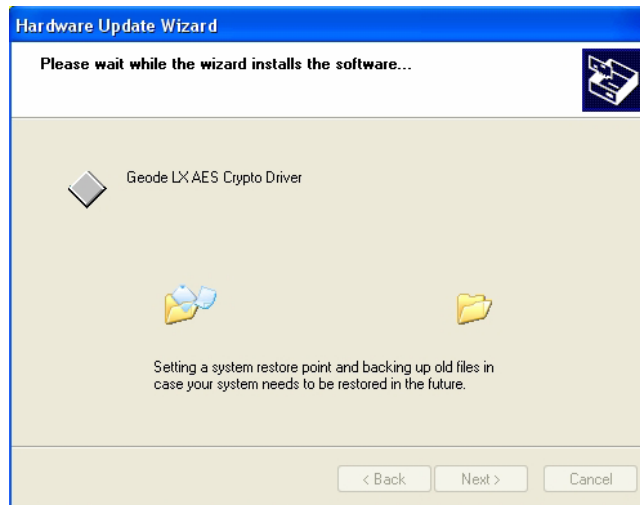 Hardware Update Wizard
Please wait while the wizard installs the software...
Geode LX AES Crypto Driver
Setting a system restore point and backing up old files in
case your system needs to be restored in the future.
< Back Next > Cancel